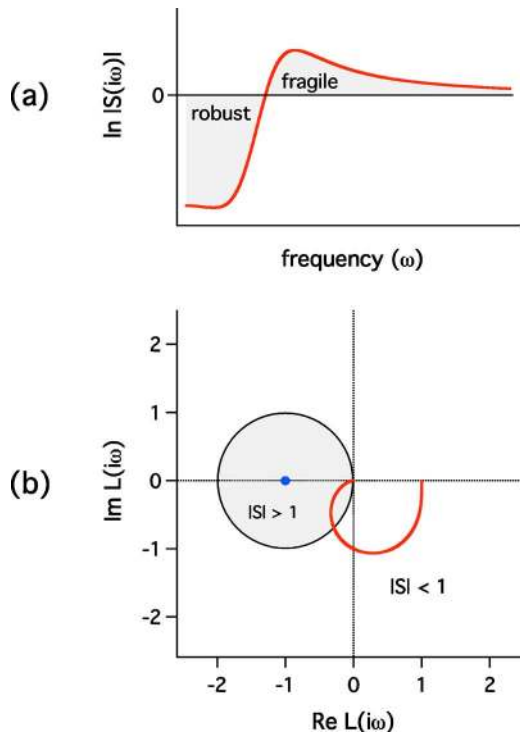 (a)
ln |S(iω)|
0
robust
fragile
frequency (ω)
(b)
Im L(iω)
2
1
0
-1
-2
|S| > 1
|S| < 1
-2 -1 0 1 2
Re L(iω)